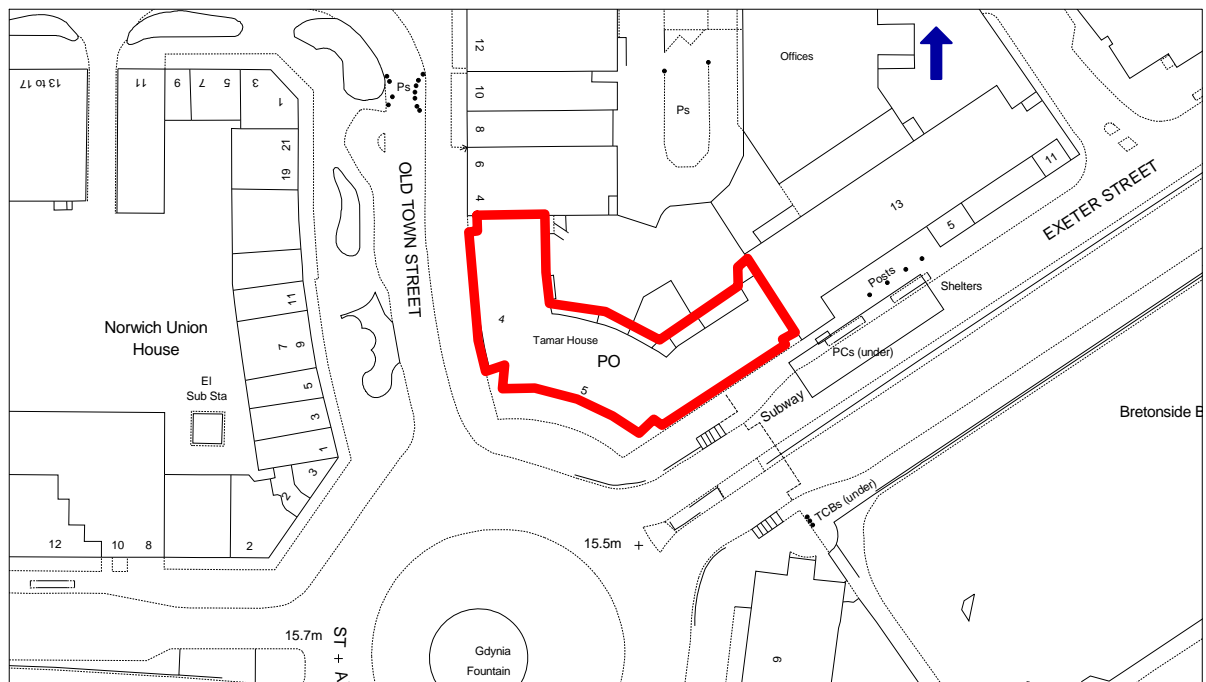 12
Offices
13 to 17
11
9
7
5
3
1
Ps
10
Ps
8
21
6
11
19
4
OLD TOWN STREET
13
5
EXETER STREET
Posts
Shelters
11
4
Norwich Union
House
9
7
Tamar House
PO
PCs (under)
El
Sub Sta
5
5
Subway
3
Bretonside B
1
3
2
TCBs (under)
12
10
8
2
15.5m
15.7m
ST + A
Gdynia
Fountain
6